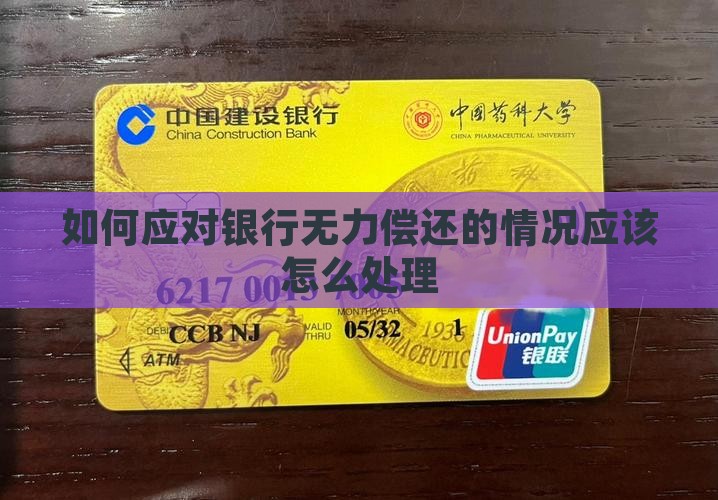 中国建设银行
China Construction Bank
中国药科大学
CHINA PHARMACEUTICAL UNIVERSITY
如何应对银行无力偿还的情况应该
怎么处理
6217 00
MONTH/YEAR
CCB NJ
VALID
THRU
05/32
1936
1
ATM
UnionPay
银联